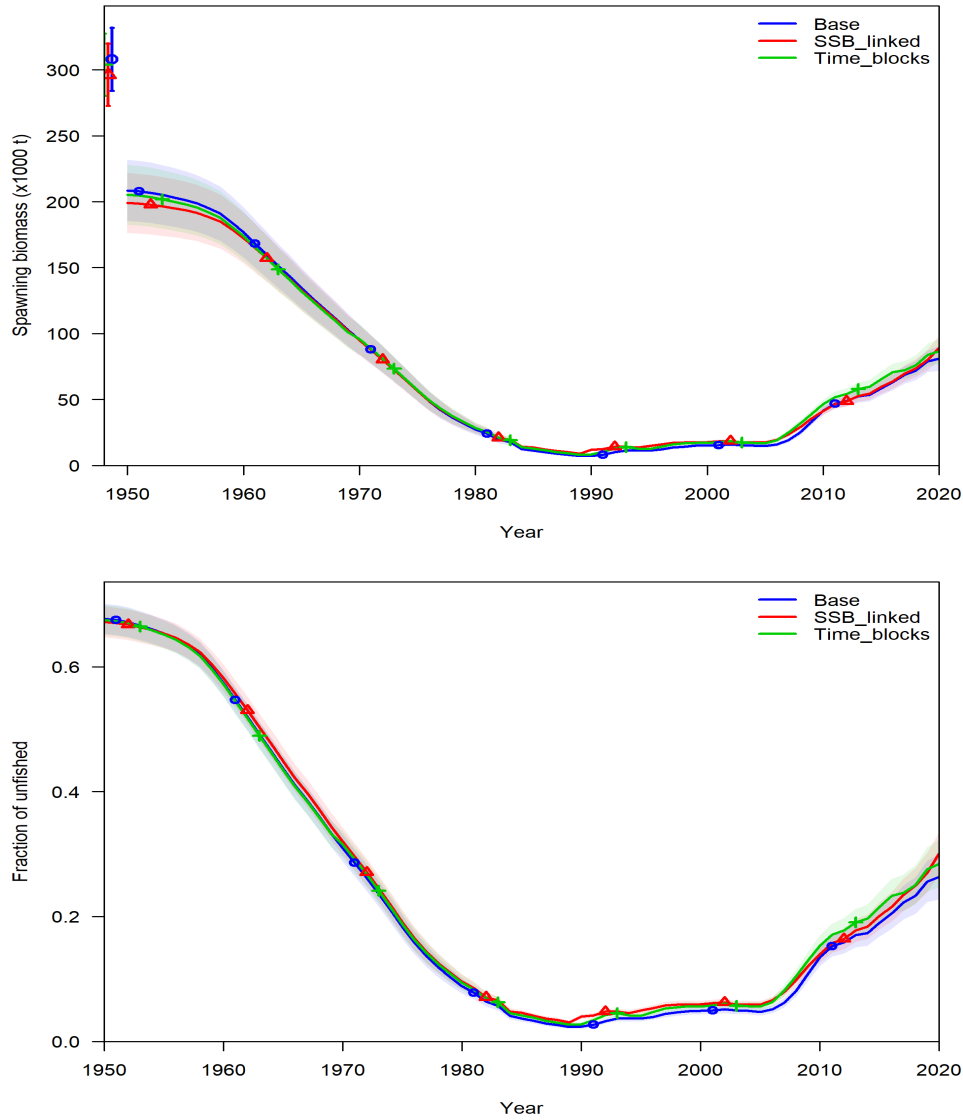 Base
SSB_linked
Time_blocks
Spawning biomass (x1000 t)
300
250
200
150
100
50
0
1950 1960 1970 1980 1990 2000 2010 2020
Year
Base
SSB_linked
Time_blocks
Fraction of unfished
0.6
0.4
0.2
0.0
1950 1960 1970 1980 1990 2000 2010 2020
Year